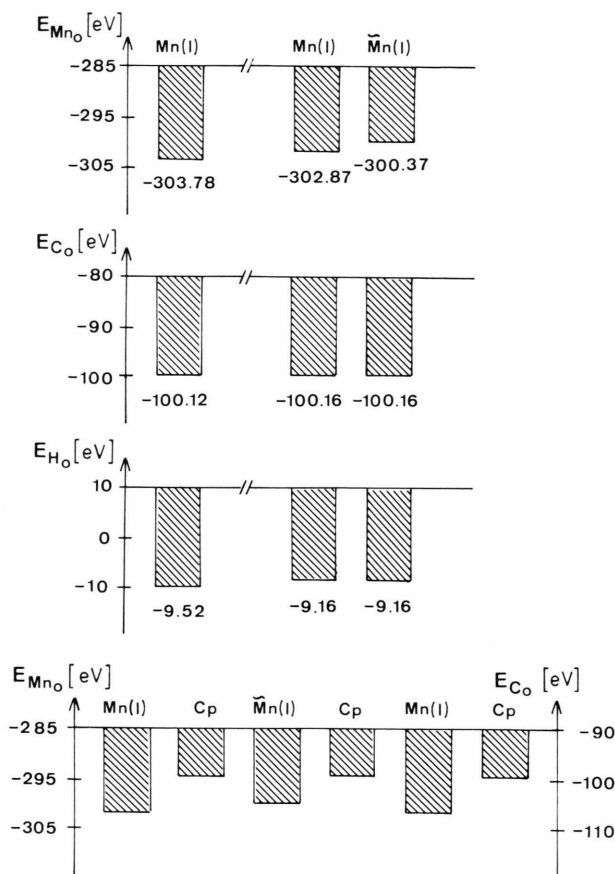 E_Mn₀ [eV]
Mn(I) Mn(I) M̃̃n(I)
-285
-295
-305
-303.78 -302.87 -300.37
E_C₀ [eV]
-80
-90
-100
-100.12 -100.16 -100.16
E_H₀ [eV]
10
0
-10
-9.52 -9.16 -9.16
E_Mn₀ [eV] E_C₀ [eV]
Mn(I) Cp M̃̃n(I) Cp Mn(I) Cp
-285 -90
-295 -100
-305 -110